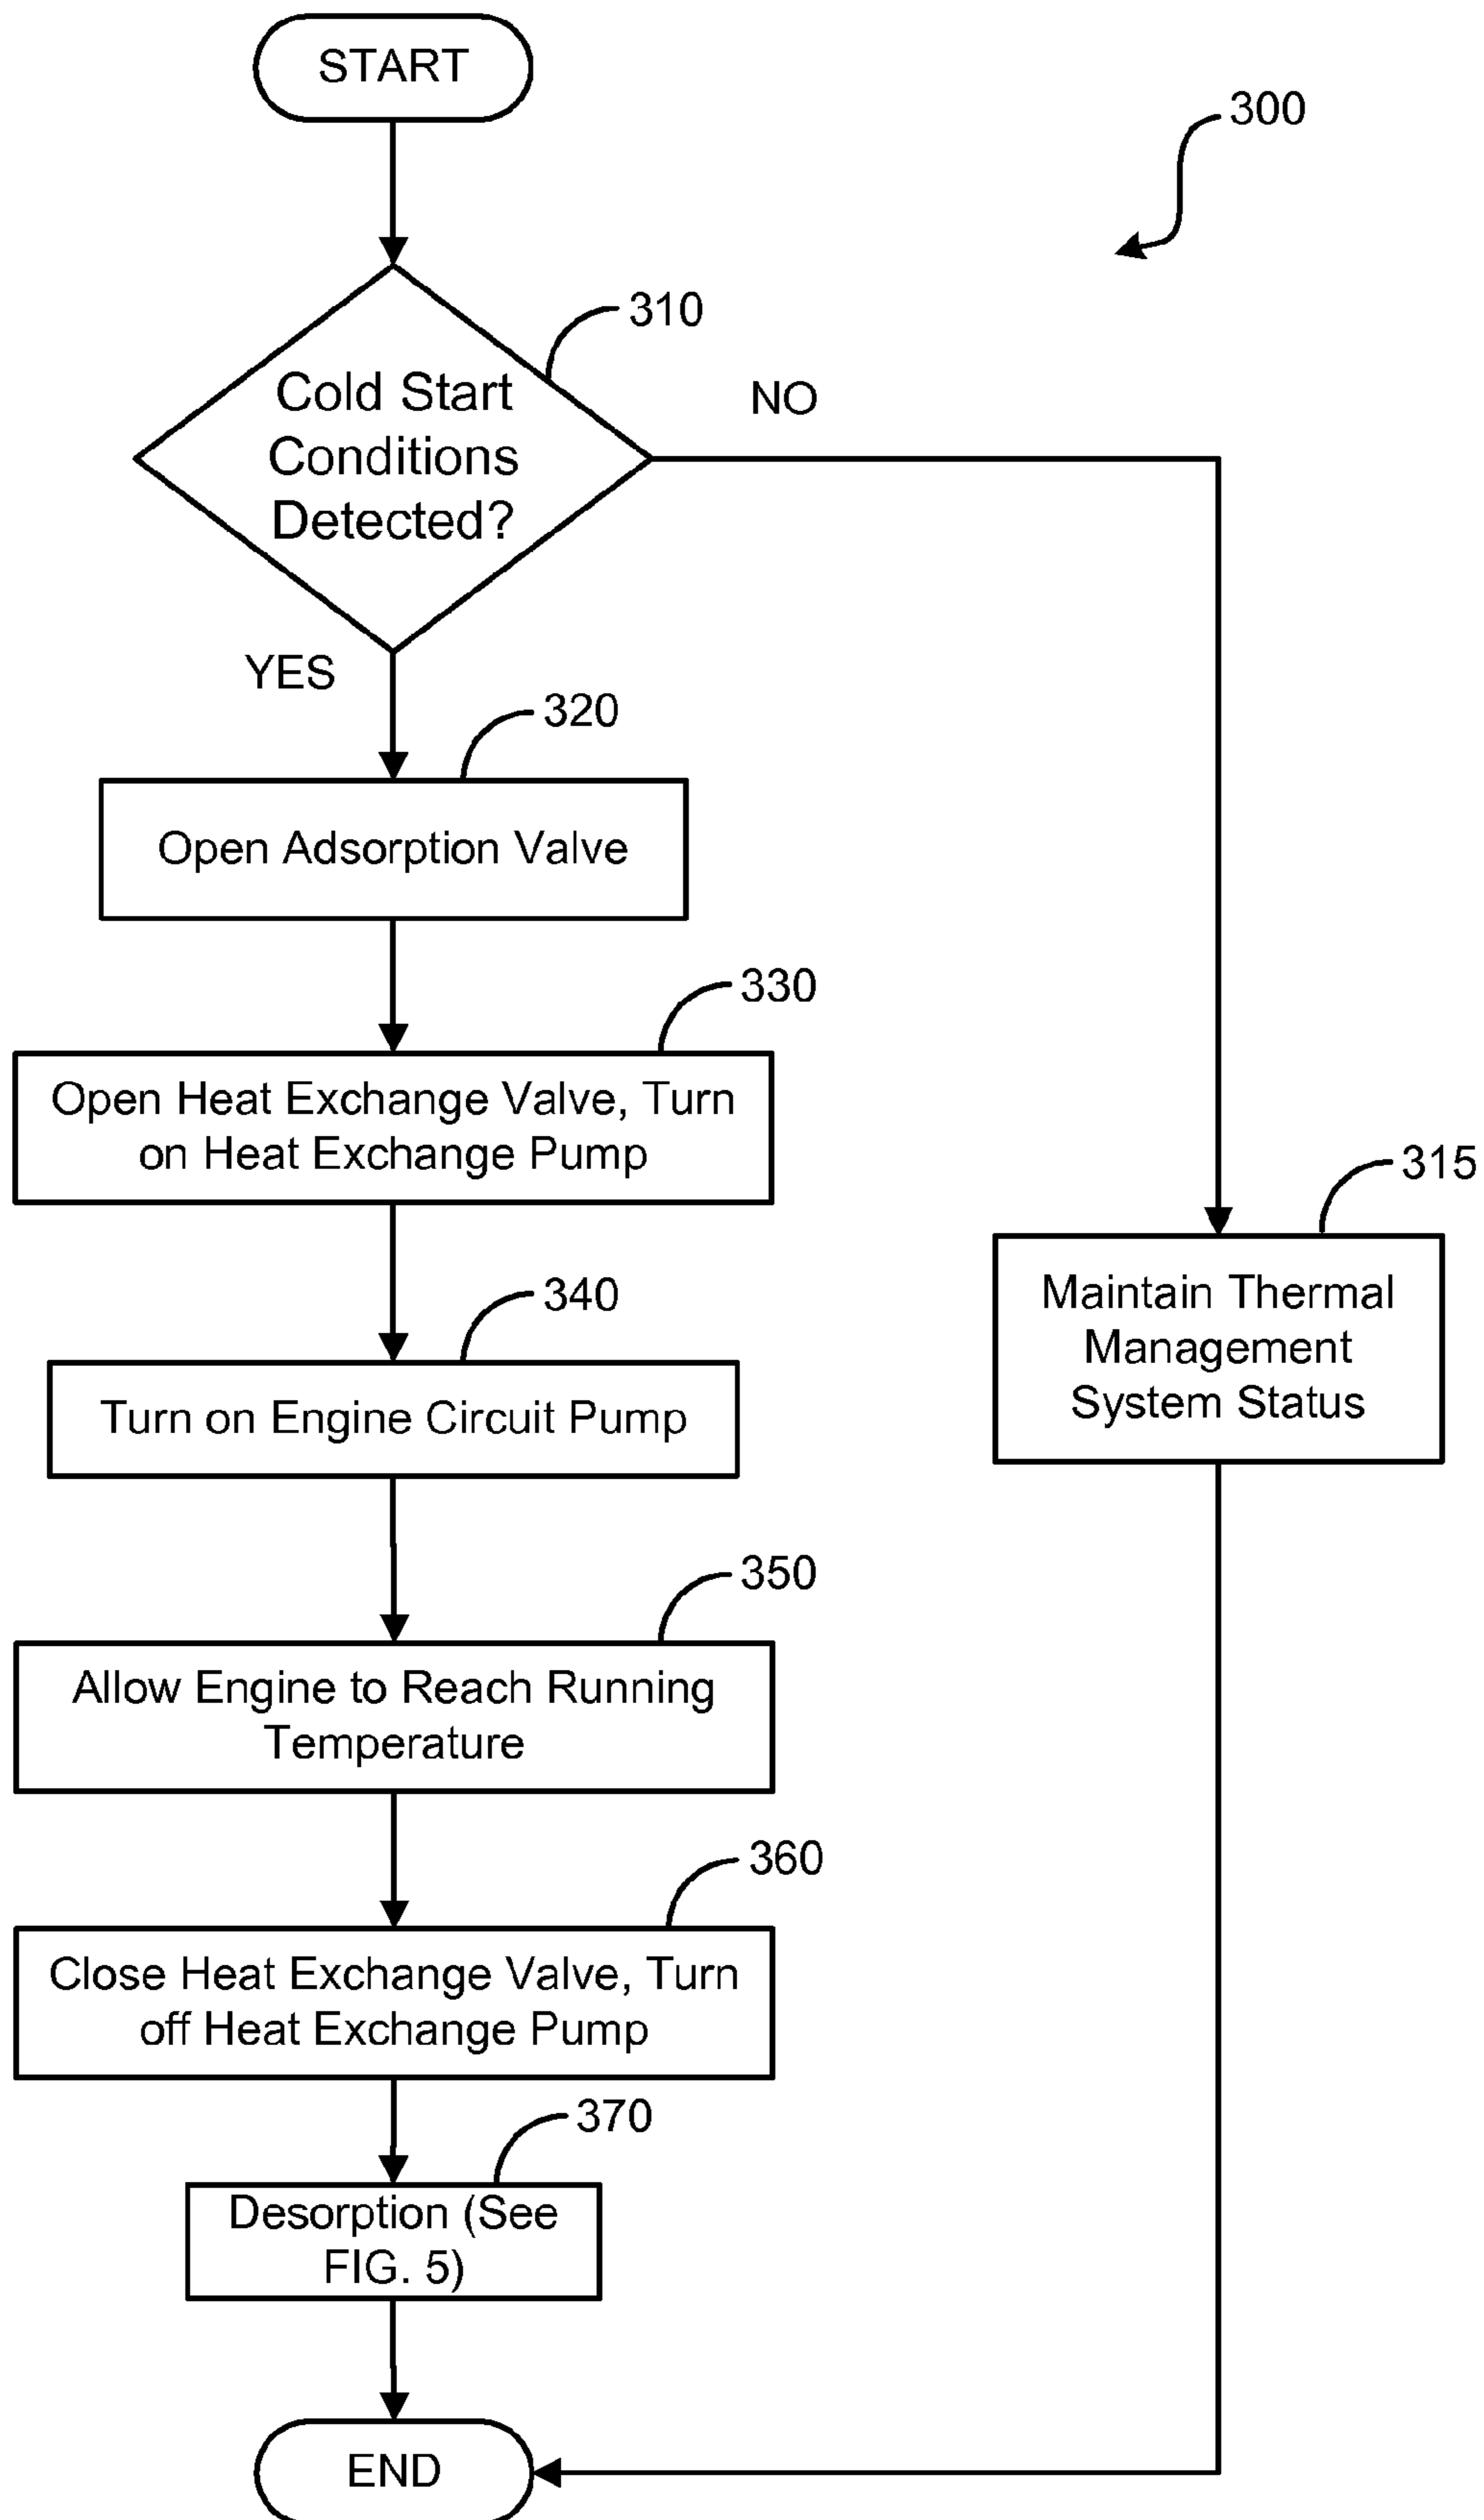 START
300
310
Cold Start
Conditions
Detected?
NO
YES
320
Open Adsorption Valve
330
Open Heat Exchange Valve, Turn
on Heat Exchange Pump
315
Maintain Thermal
Management
System Status
340
Turn on Engine Circuit Pump
350
Allow Engine to Reach Running
Temperature
360
Close Heat Exchange Valve, Turn
off Heat Exchange Pump
370
Desorption (See
FIG. 5)
END